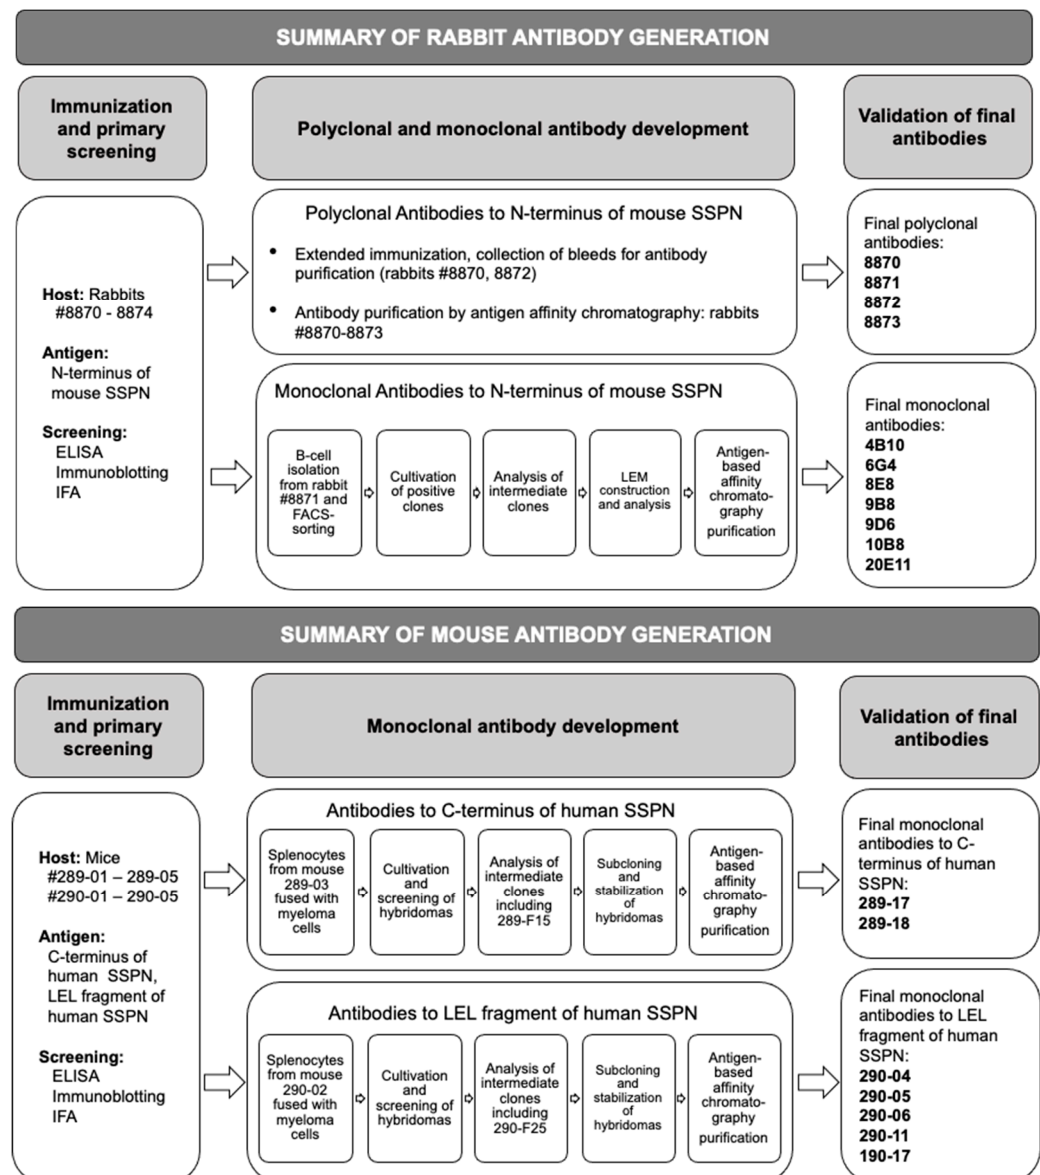 SUMMARY OF RABBIT ANTIBODY GENERATION
Immunization
and primary
screening
Polyclonal and monoclonal antibody development
Validation of final
antibodies
Host: Rabbits
#8870 - 8874
Antigen:
N-terminus of
mouse SSPN
Screening:
ELISA
Immunoblotting
IFA
Polyclonal Antibodies to N-terminus of mouse SSPN
• Extended immunization, collection of bleeds for antibody
purification (rabbits #8870, 8872)
• Antibody purification by antigen affinity chromatography: rabbits
#8870-8873
Final polyclonal
antibodies:
8870
8871
8872
8873
Monoclonal Antibodies to N-terminus of mouse SSPN
B-cell
isolation
from rabbit
#8871 and
FACS-
sorting
Cultivation
of positive
clones
Analysis of
intermediate
clones
LEM
construction
and analysis
Antigen-
based
affinity
chromato-
graphy
purification
Final monoclonal
antibodies:
4B10
6G4
8E8
9B8
9D6
10B8
20E11
SUMMARY OF MOUSE ANTIBODY GENERATION
Immunization
and primary
screening
Monoclonal antibody development
Validation of final
antibodies
Host: Mice
#289-01 – 289-05
#290-01 – 290-05
Antigen:
C-terminus of
human SSPN,
LEL fragment of
human SSPN
Screening:
ELISA
Immunoblotting
IFA
Antibodies to C-terminus of human SSPN
Splenocytes
from mouse
289-03
fused with
myeloma
cells
Cultivation
and
screening of
hybridomas
Analysis of
intermediate
clones
including
289-F15
Subcloning
and
stabilization
of
hybridomas
Antigen-
based
affinity
chromato-
graphy
purification
Final monoclonal
antibodies to C-
terminus of human
SSPN:
289-17
289-18
Antibodies to LEL fragment of human SSPN
Splenocytes
from mouse
290-02
fused with
myeloma
cells
Cultivation
and
screening of
hybridomas
Analysis of
intermediate
clones
including
290-F25
Subcloning
and
stabilization
of
hybridomas
Antigen-
based
affinity
chromato-
graphy
purification
Final monoclonal
antibodies to LEL
fragment of human
SSPN:
290-04
290-05
290-06
290-11
190-17